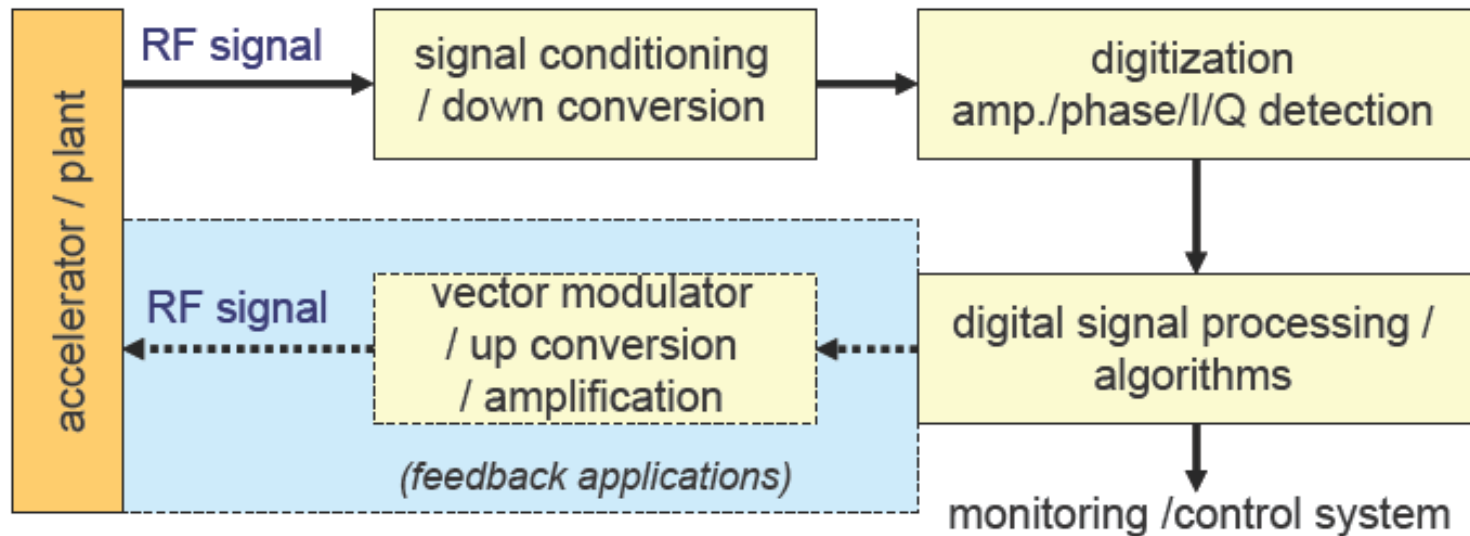 accelerator / plant
RF signal
signal conditioning
/ down conversion
digitization
amp./phase/I/Q detection
RF signal
vector modulator
/ up conversion
/ amplification
digital signal processing /
algorithms
(feedback applications)
monitoring /control system